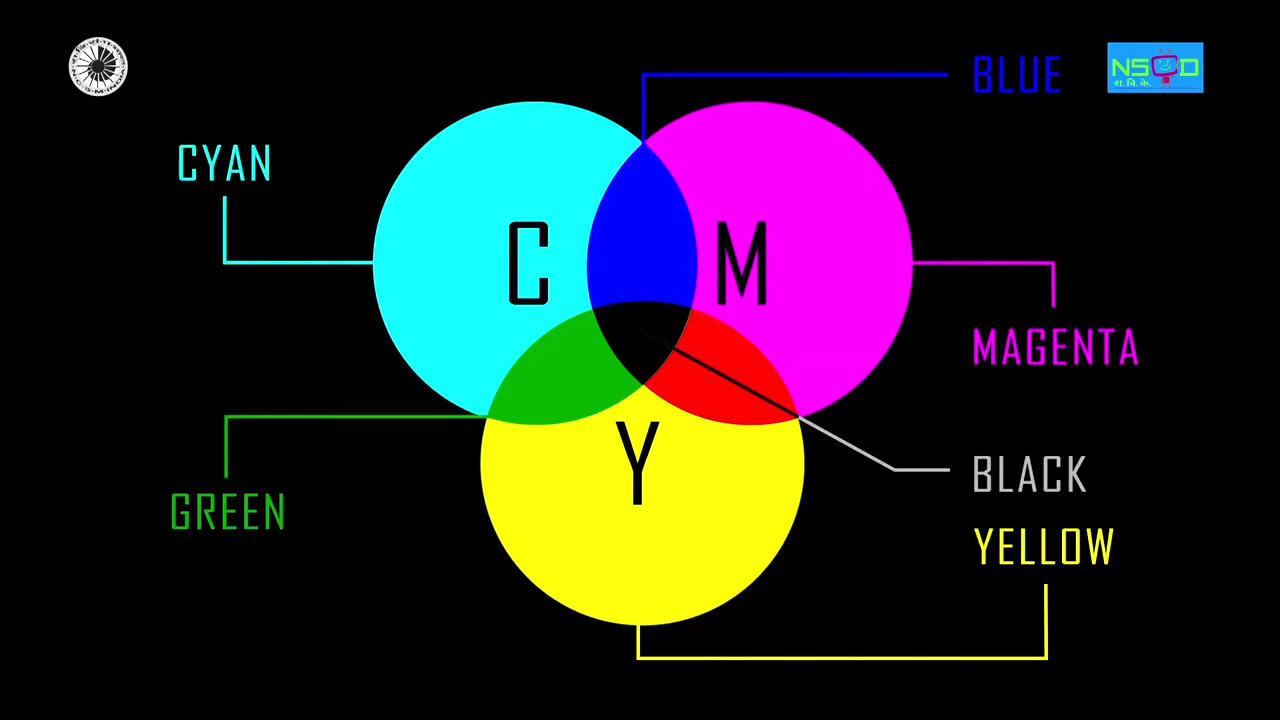 BLUE
NSOD
रा. वि. के.
CYAN
C
M
MAGENTA
Y
BLACK
GREEN
YELLOW